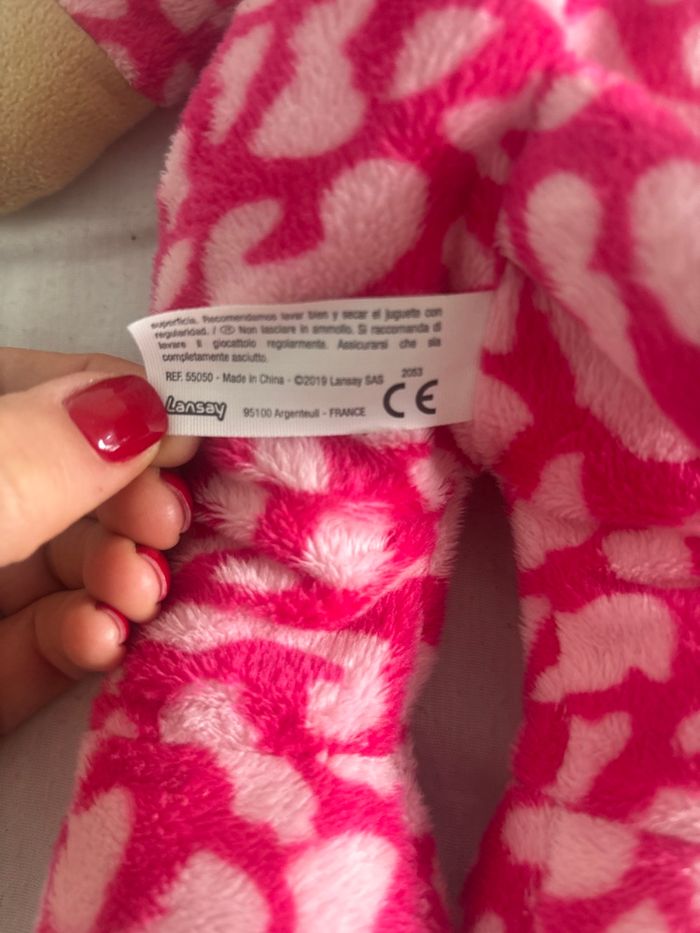 superficie. Recomendamos lavar bien y secar el juguete con
regularidad. / Non lasciare in ammollo. Si raccomanda di
lavare il giocattolo regolarmente. Assicurarsi che sia
completamente asciutto.
REF. 55050 - Made in China - ©2019 Lansay SAS 2053
Lansay 95100 Argenteuil - FRANCE CE